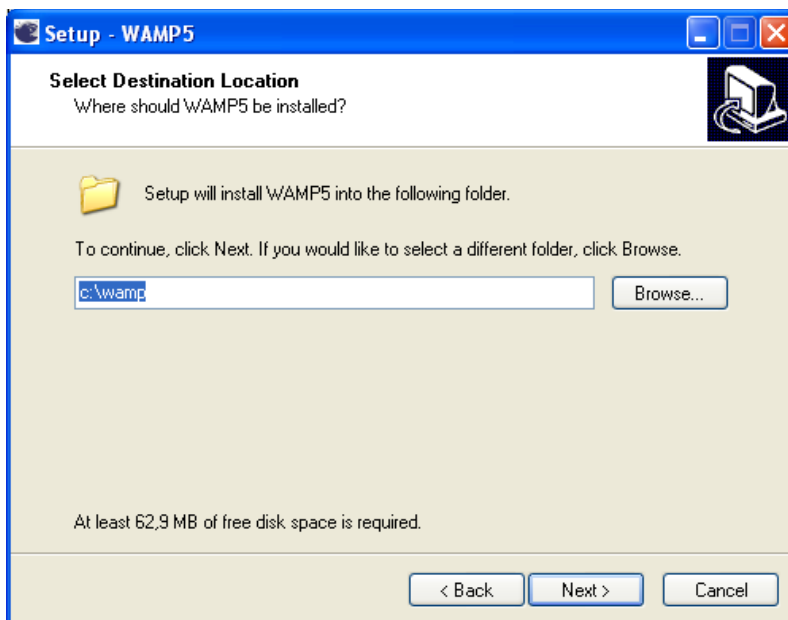 Setup - WAMP5
Select Destination Location
Where should WAMP5 be installed?
Setup will install WAMP5 into the following folder.
To continue, click Next. If you would like to select a different folder, click Browse.
c:\wamp
Browse...
At least 62,9 MB of free disk space is required.
< Back
Next >
Cancel